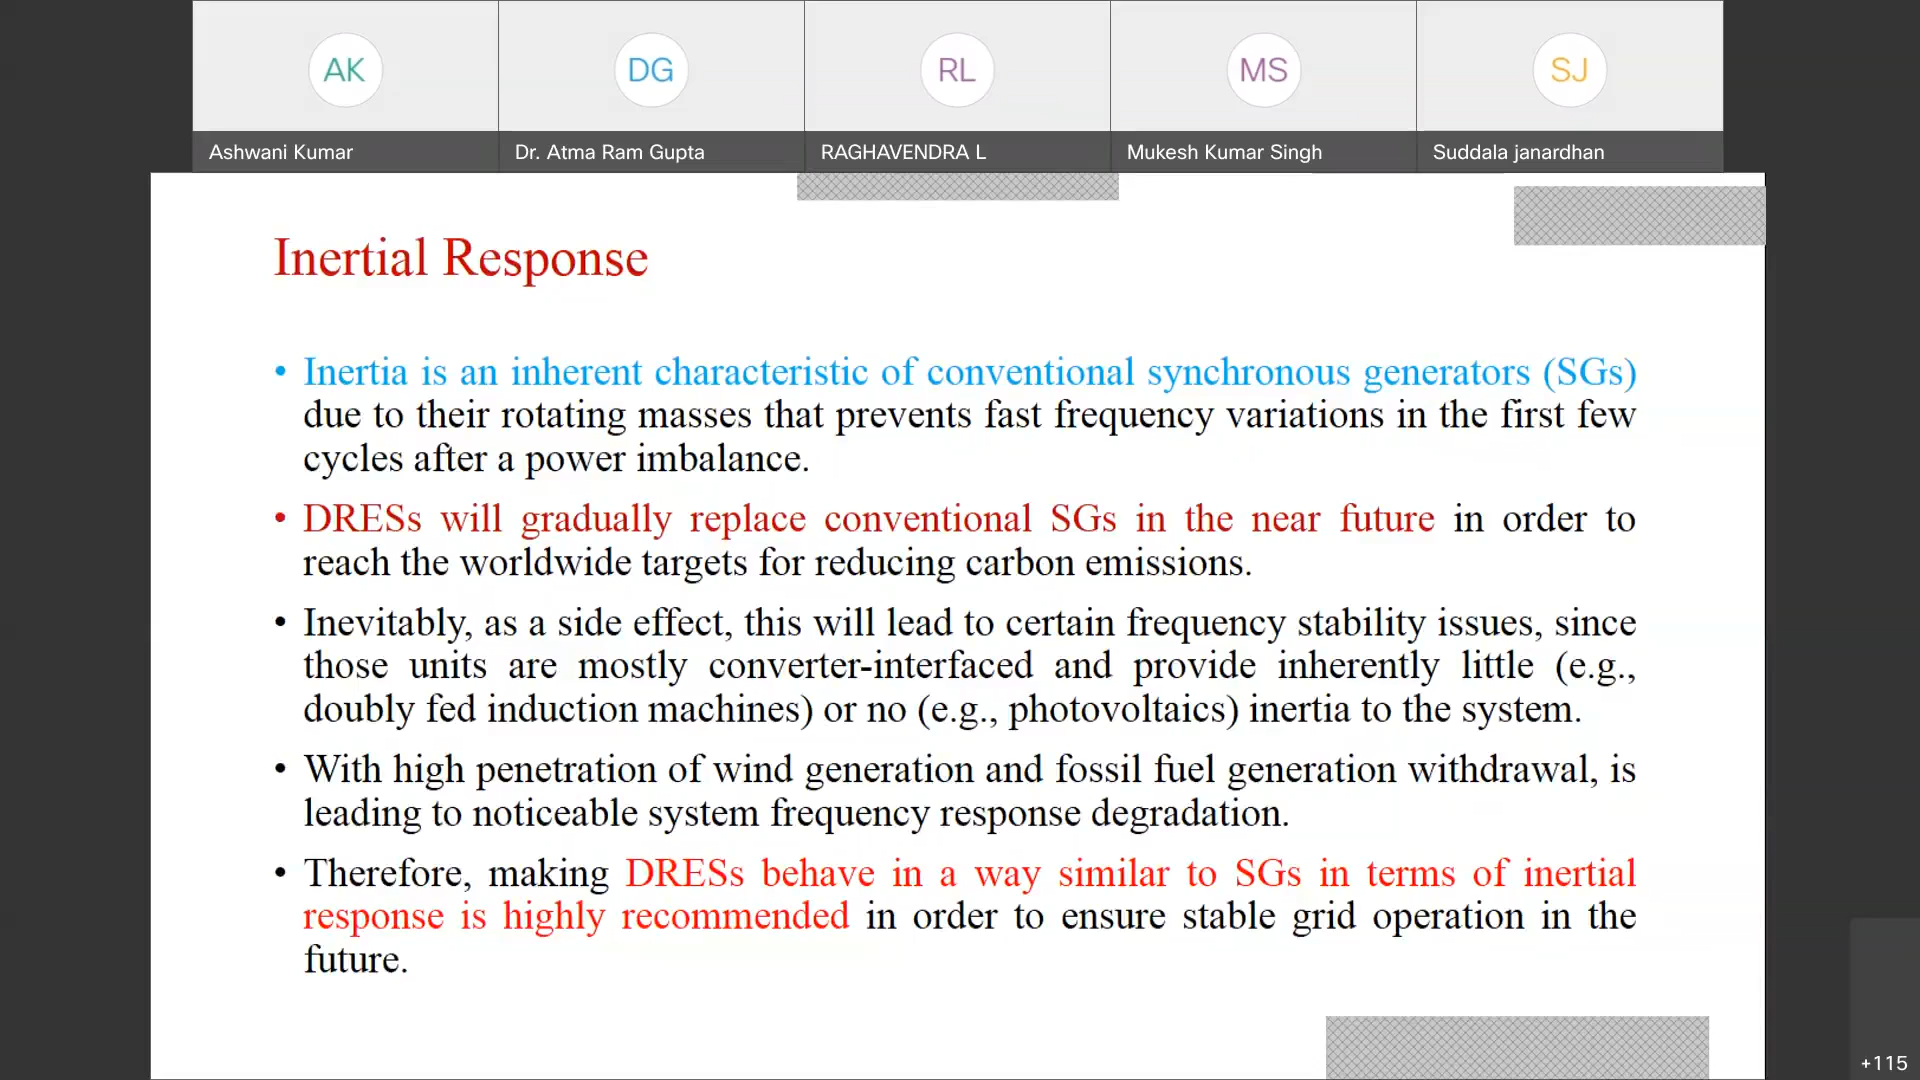 AK
DG
RL
MS
SJ
Ashwani Kumar
Dr. Atma Ram Gupta
RAGHAVENDRA L
Mukesh Kumar Singh
Suddala janardhan
Inertial Response
• Inertia is an inherent characteristic of conventional synchronous generators (SGs)
due to their rotating masses that prevents fast frequency variations in the first few
cycles after a power imbalance.
• DRESs will gradually replace conventional SGs in the near future in order to
reach the worldwide targets for reducing carbon emissions.
• Inevitably, as a side effect, this will lead to certain frequency stability issues, since
those units are mostly converter-interfaced and provide inherently little (e.g.,
doubly fed induction machines) or no (e.g., photovoltaics) inertia to the system.
• With high penetration of wind generation and fossil fuel generation withdrawal, is
leading to noticeable system frequency response degradation.
• Therefore, making DRESs behave in a way similar to SGs in terms of inertial
response is highly recommended in order to ensure stable grid operation in the
future.
+115